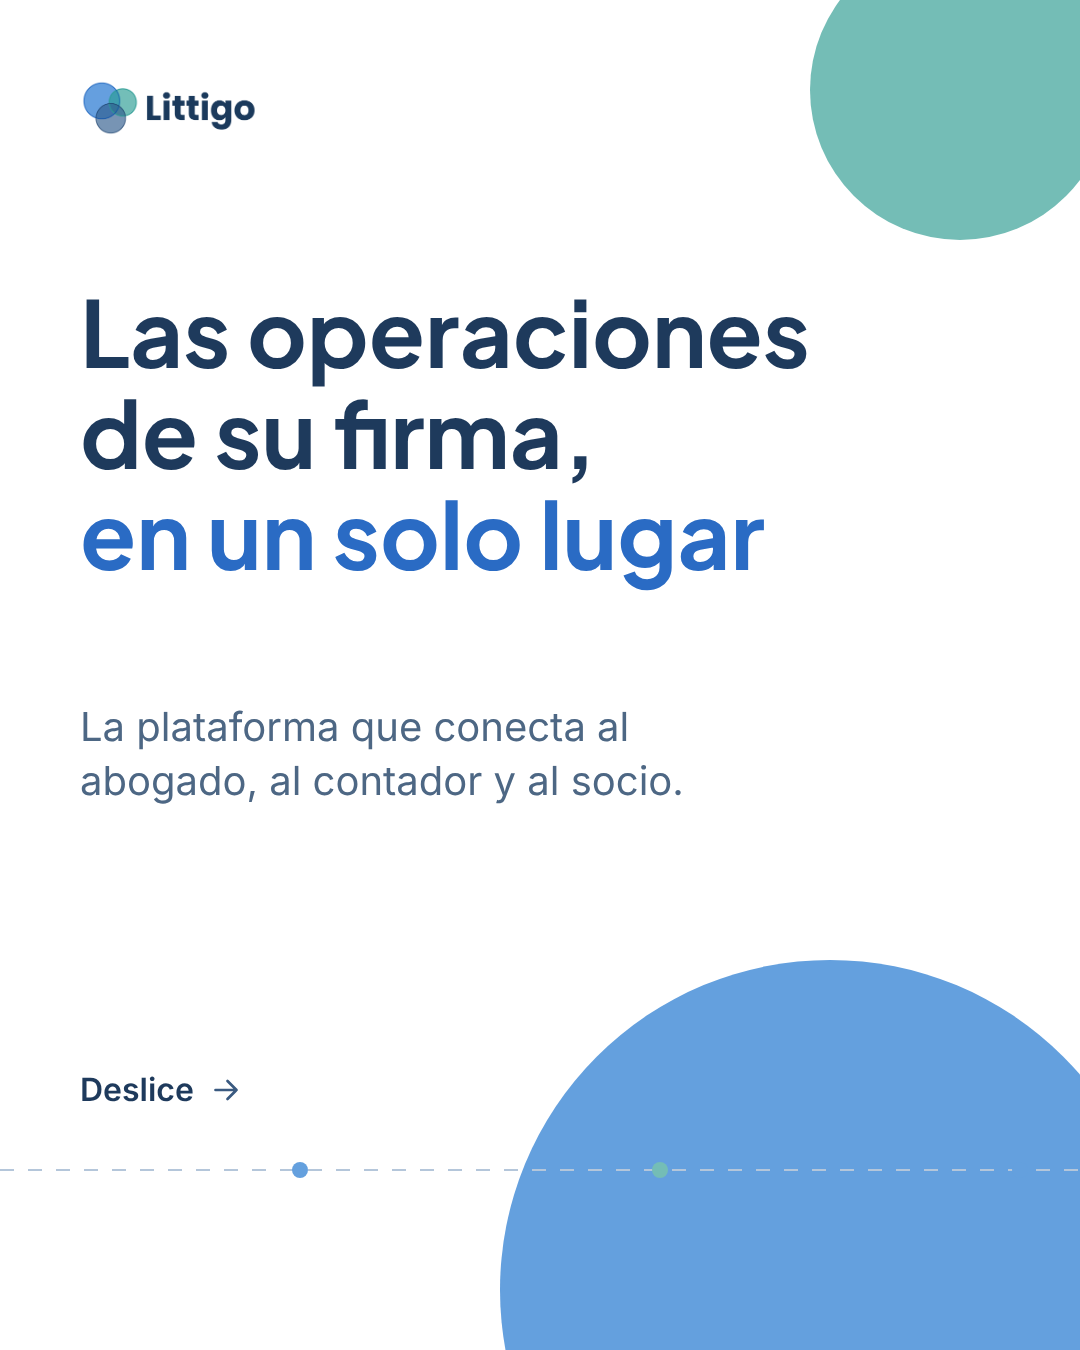 Littigo
Las operaciones
de su firma,
en un solo lugar
La plataforma que conecta al
abogado, al contador y al socio.
Deslice →